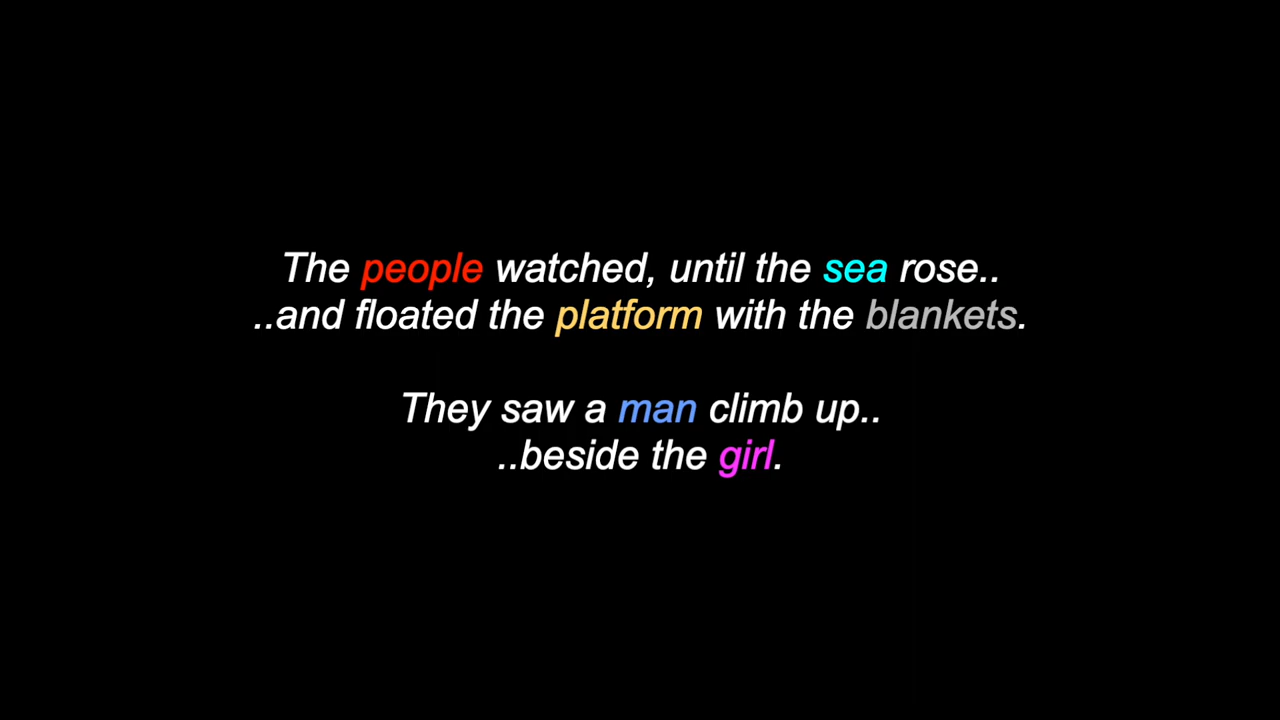 The people watched, until the sea rose..
..and floated the platform with the blankets.
They saw a man climb up..
..beside the girl.